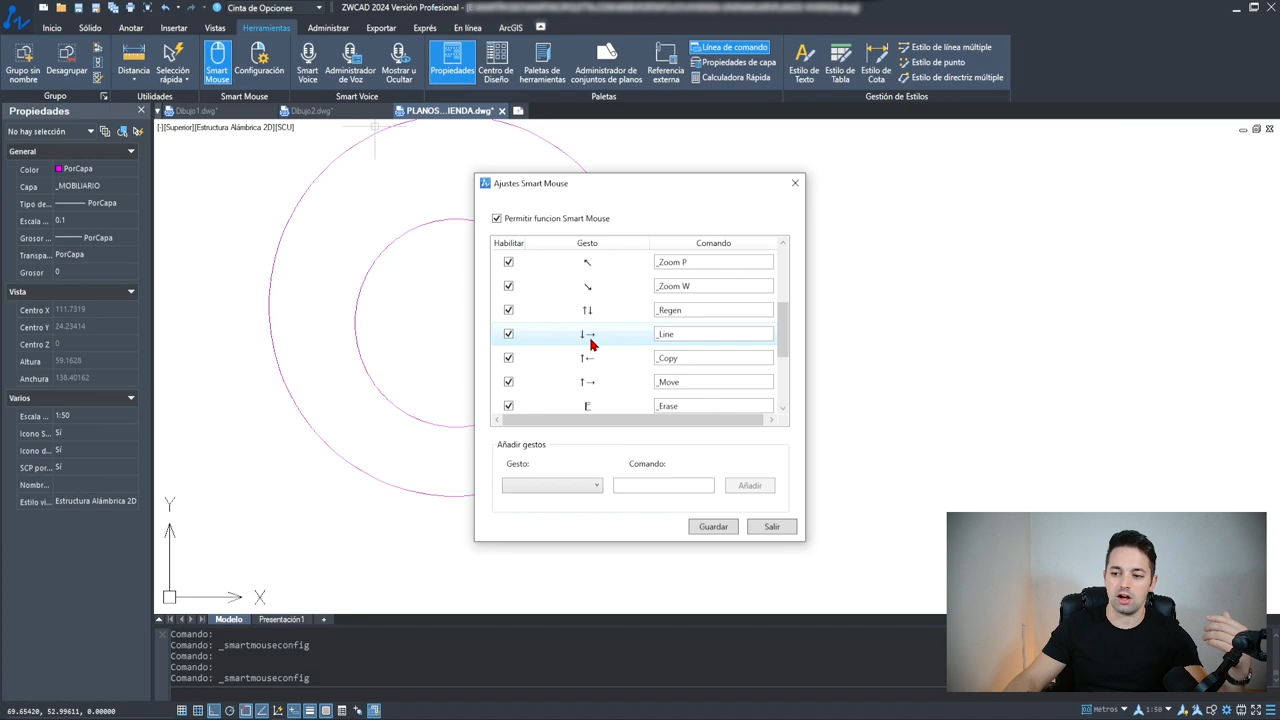 Cinta de Opciones
ZWCAD 2024 Versión Profesional - [
Inicio Sólido Anotar Insertar Vistas Herramientas Administrar Exportar Exprés En línea ArcGIS
Grupo sin nombre
Desagrupar
Distancia
Selección rápida
Smart Mouse
Configuración
Smart Voice
Administrador de Voz
Mostrar u Ocultar
Propiedades
Centro de Diseño
Paletas de herramientas
Administrador de conjuntos de planos
Referencia externa
Línea de comando
Propiedades de capa
Calculadora Rápida
Estilo de Texto
Estilo de Tabla
Estilo de Cota
Estilo de línea múltiple
Estilo de punto
Estilo de directriz múltiple
Grupo Utilidades Smart Mouse Smart Voice Paletas Gestión de Estilos
Propiedades
Dibujo1.dwg* Dibujo2.dwg* PLANOS...IENDA.dwg*
[-][Superior][Estructura Alámbrica 2D][SCU]
No hay selección
General
Color PorCapa
Capa _MOBILIARIO
Tipo de... PorCapa
Escala ... 0.1
Grosor ... PorCapa
Transpa... PorCapa
Grosor 0
Vista
Centro X 111.7319
Centro Y 24.23414
Centro Z 0
Altura 59.1628
Anchura 138.40162
Varios
Escala ... 1:50
Icono S... Sí
Icono d... Sí
SCP por... Sí
Nombr...
Estilo vi... Estructura Alámbrica 2D
Ajustes Smart Mouse
Permitir funcion Smart Mouse
Habilitar Gesto Comando
↖ _Zoom P
↘ _Zoom W
↑↓ _Regen
↓→ _Line
↑← _Copy
↑→ _Move
E _Erase
Añadir gestos
Gesto: Comando:
Añadir
Guardar Salir
Y
X
Modelo Presentación1 +
Comando:
Comando: _smartmouseconfig
Comando:
Comando:
Comando: _smartmouseconfig
69.65420, 52.99611, 0.00000
Metros 1:50